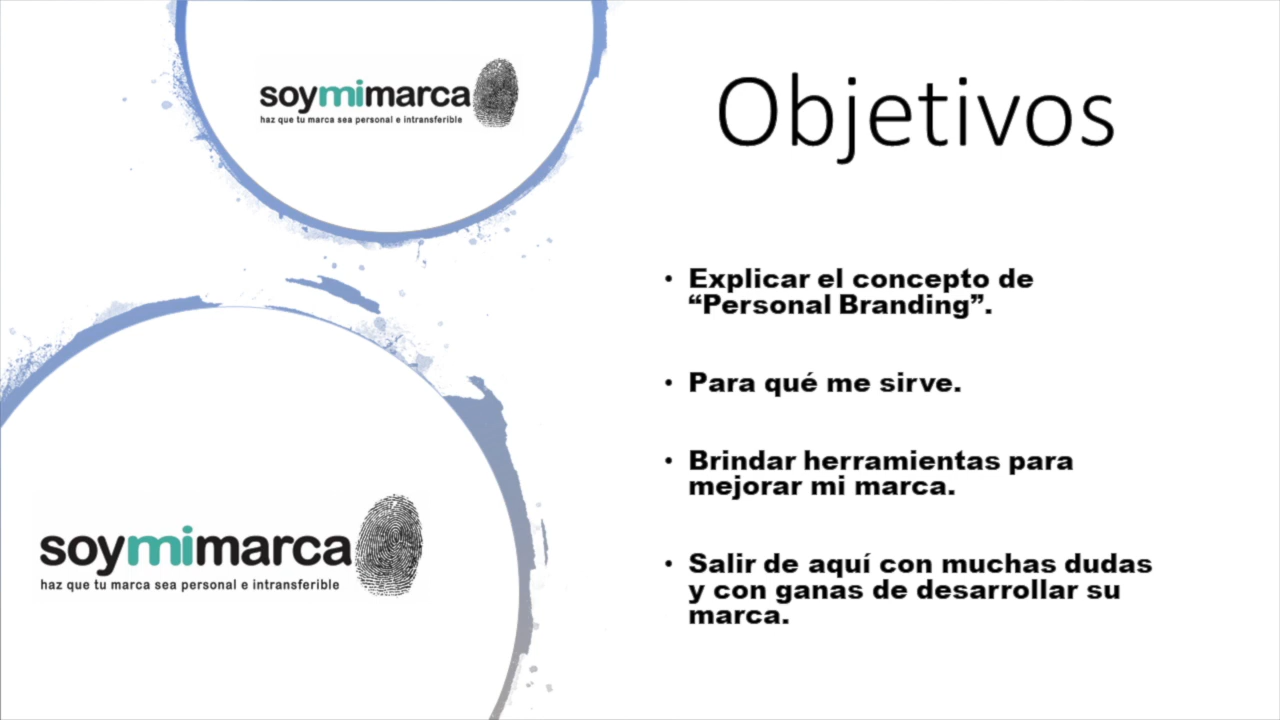 soymimarca
haz que tu marca sea personal e intransferible
Objetivos
• Explicar el concepto de
“Personal Branding”.
• Para qué me sirve.
• Brindar herramientas para
mejorar mi marca.
• Salir de aquí con muchas dudas
y con ganas de desarrollar su
marca.
soymimarca
haz que tu marca sea personal e intransferible